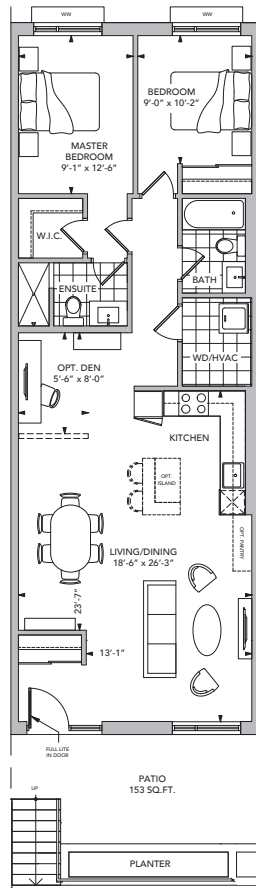 WW
WW
MASTER
BEDROOM
9'-1" x 12'-6"
BEDROOM
9'-0" x 10'-2"
W.I.C.
ENSUITE
BATH
WD/HVAC
OPT. DEN
5'-6" x 8'-0"
KITCHEN
OPT.
ISLAND
OPT. PANTRY
LIVING/DINING
18'-6" x 26'-3"
23'-7"
13'-1"
FULL LITE
IN DOOR
UP
PATIO
153 SQ.FT.
PLANTER